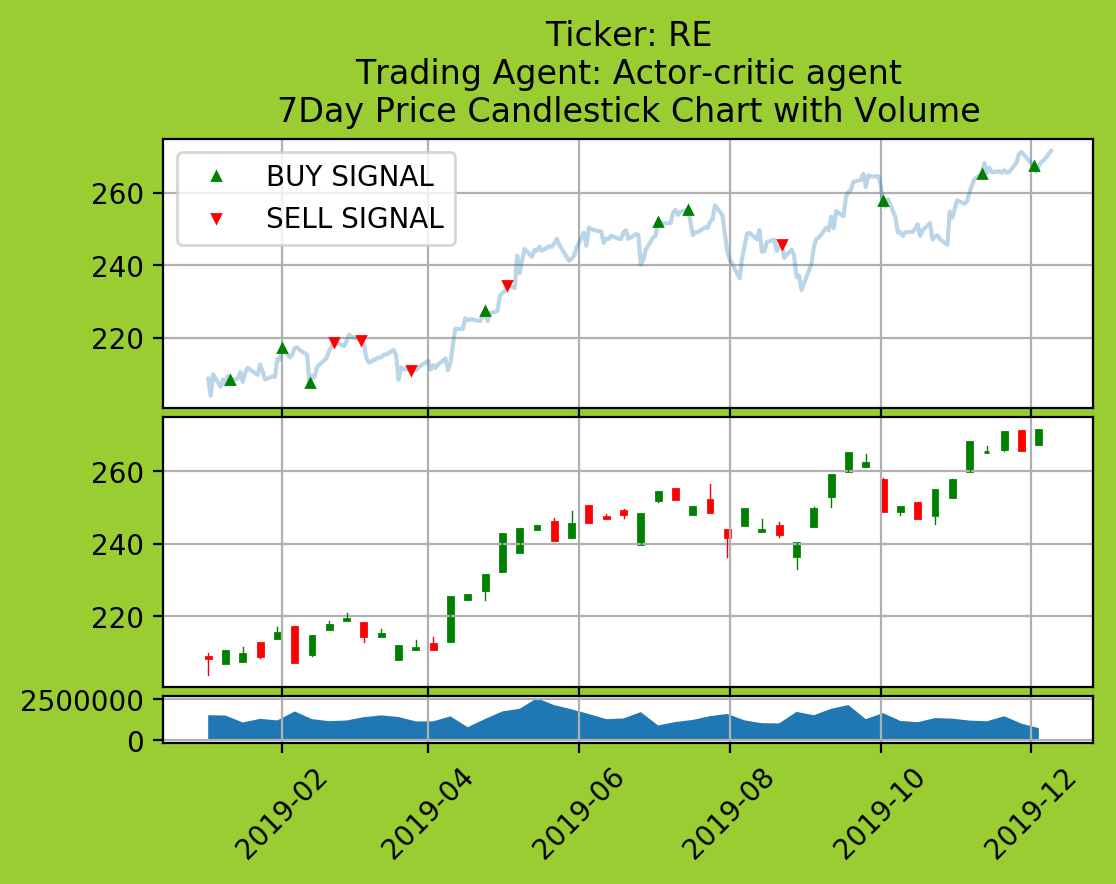 Ticker: RE
Trading Agent: Actor-critic agent
7Day Price Candlestick Chart with Volume
BUY SIGNAL
SELL SIGNAL
260
240
220
260
240
220
2500000
0
2019-02
2019-04
2019-06
2019-08
2019-10
2019-12